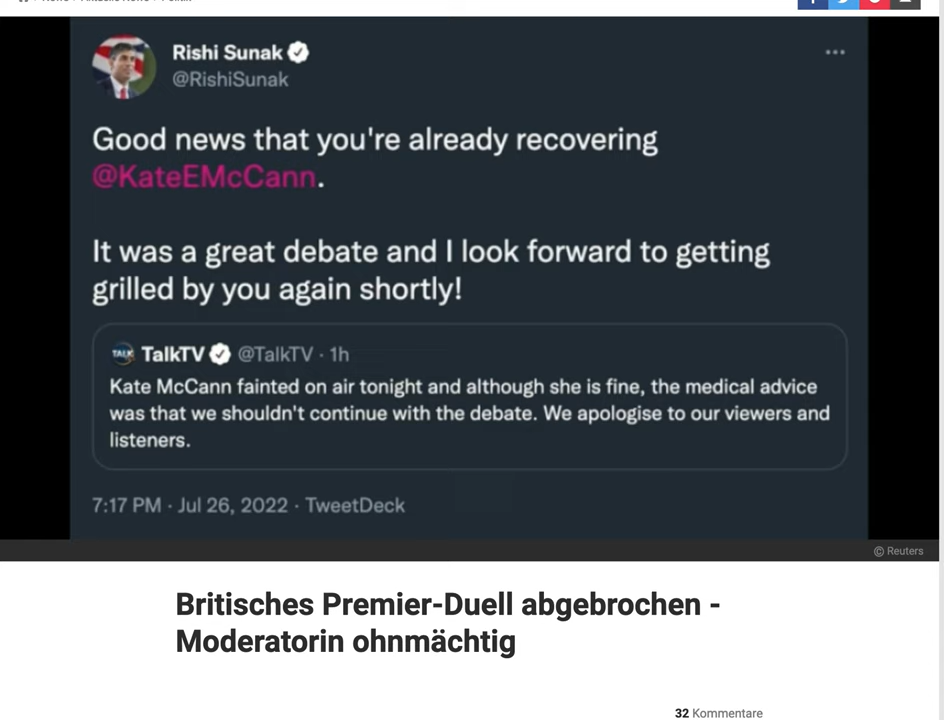 Rishi Sunak
@RishiSunak
Good news that you're already recovering
@KateEMcCann.
It was a great debate and I look forward to getting
grilled by you again shortly!
TALK TalkTV @TalkTV · 1h
Kate McCann fainted on air tonight and although she is fine, the medical advice
was that we shouldn't continue with the debate. We apologise to our viewers and
listeners.
7:17 PM · Jul 26, 2022 · TweetDeck
© Reuters
Britisches Premier-Duell abgebrochen -
Moderatorin ohnmächtig
32 Kommentare